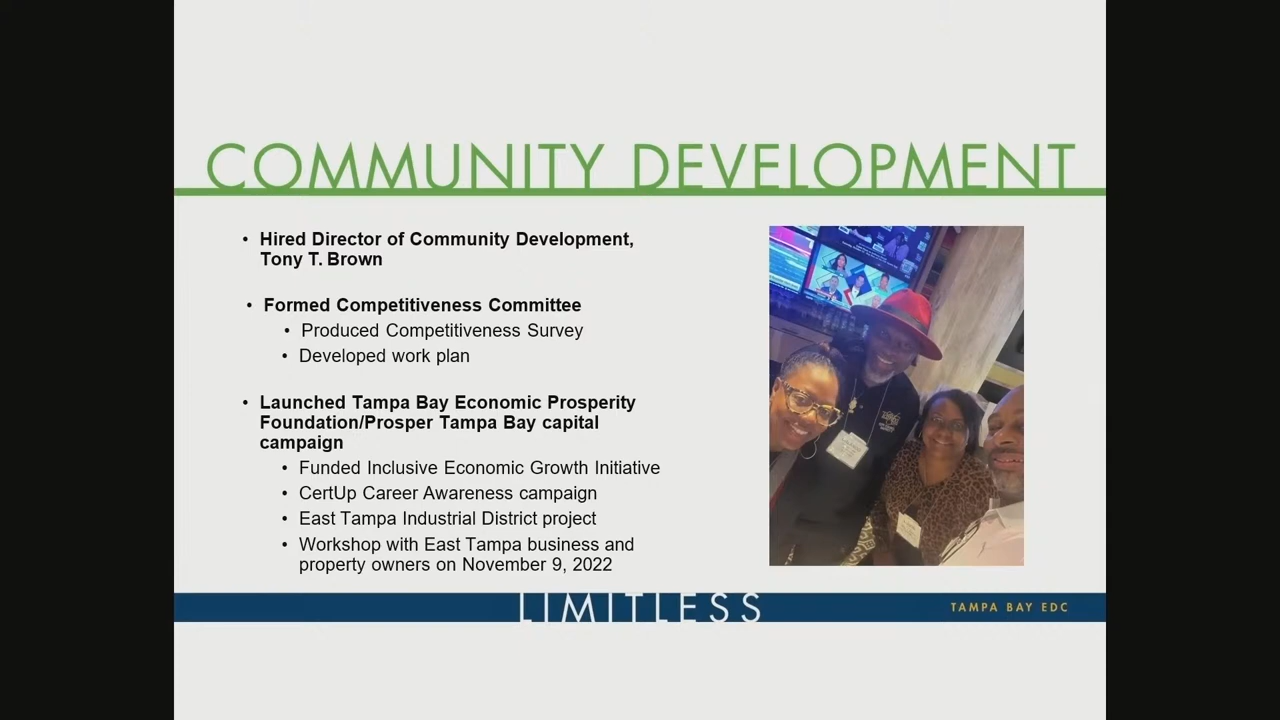 COMMUNITY DEVELOPMENT
• Hired Director of Community Development,
Tony T. Brown
• Formed Competitiveness Committee
• Produced Competitiveness Survey
• Developed work plan
• Launched Tampa Bay Economic Prosperity
Foundation/Prosper Tampa Bay capital
campaign
• Funded Inclusive Economic Growth Initiative
• CertUp Career Awareness campaign
• East Tampa Industrial District project
• Workshop with East Tampa business and
property owners on November 9, 2022
LIMITLESS
TAMPA BAY EDC